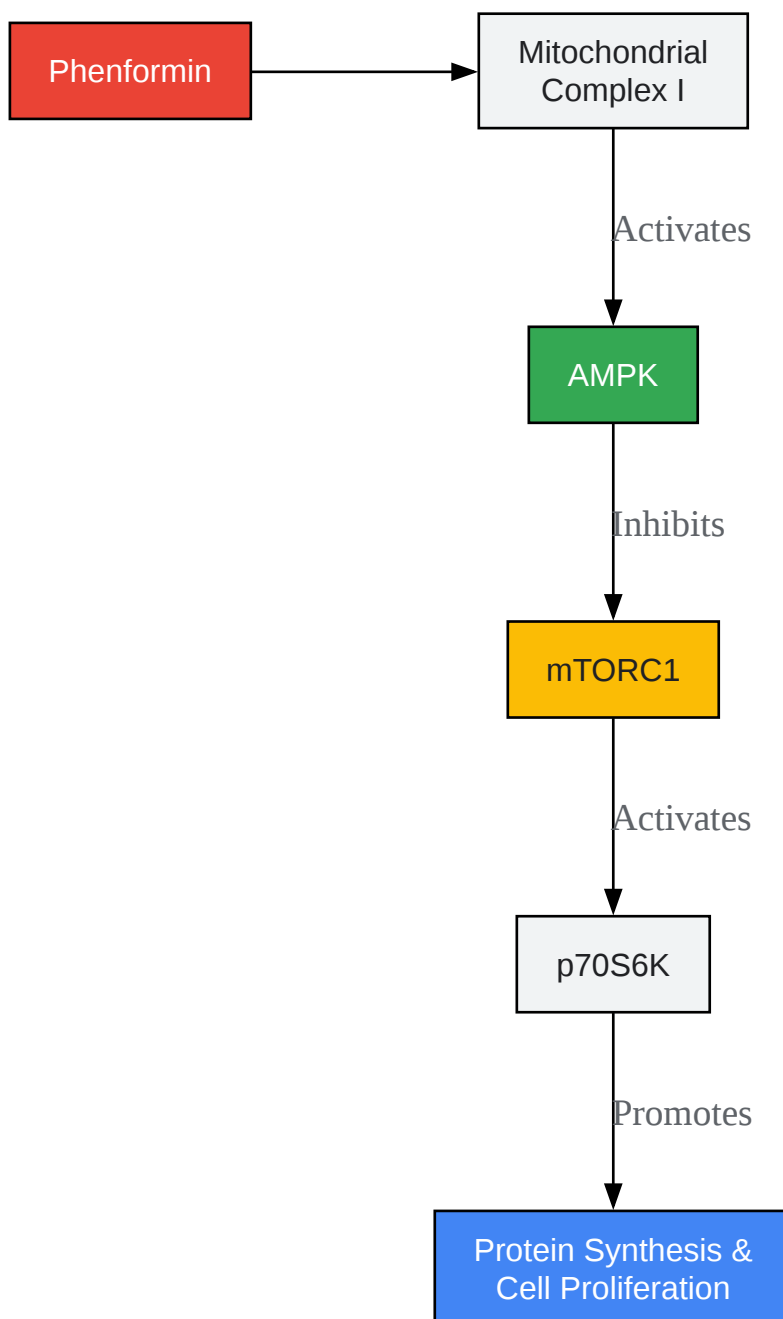 Phenformin
Mitochondrial
Complex I
Activates
AMPK
Inhibits
mTORC1
Activates
p70S6K
Promotes
Protein Synthesis &
Cell Proliferation